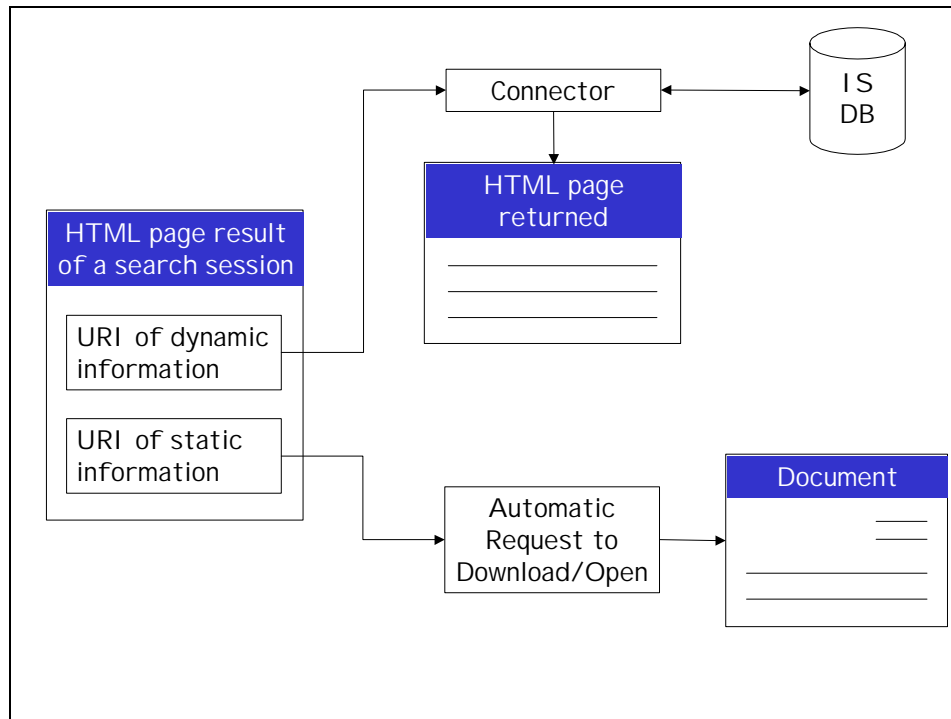 Connector
IS
DB
HTML page
returned
HTML page result
of a search session
URI of dynamic
information
URI of static
information
Automatic
Request to
Download/Open
Document